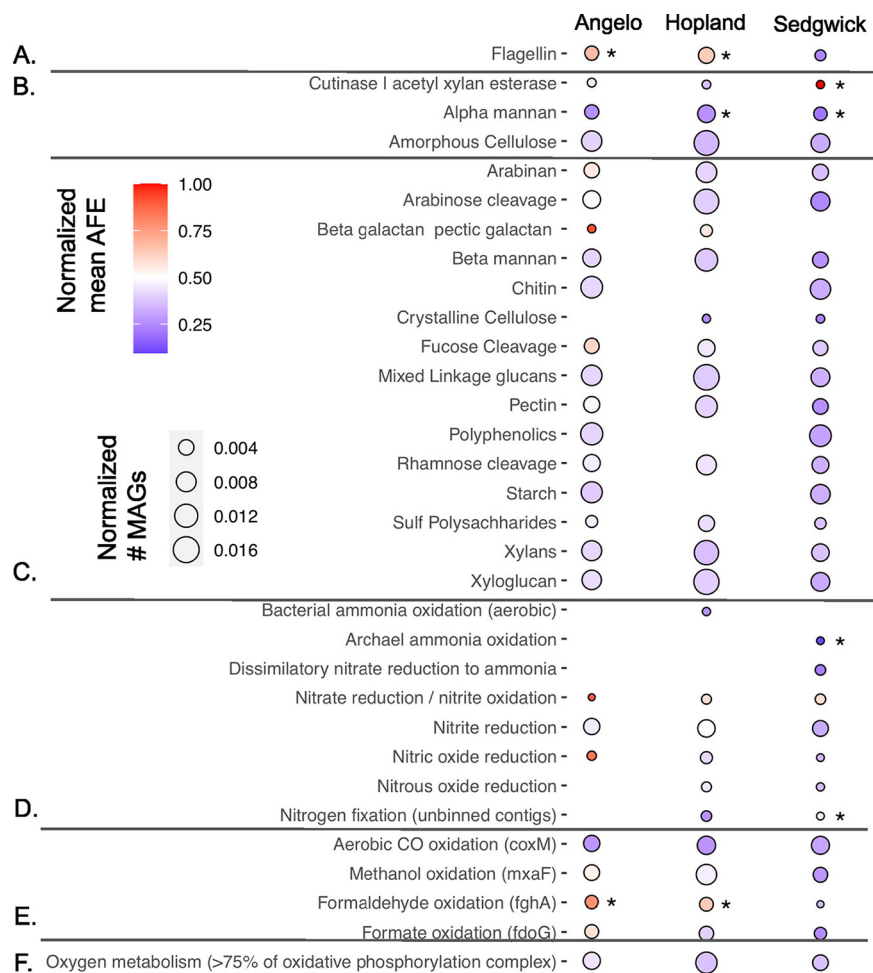 Angelo Hopland Sedgwick
A. Flagellin * *
B. Cutinase l acetyl xylan esterase *
Alpha mannan * *
Amorphous Cellulose
Arabinan
Arabinose cleavage
Beta galactan pectic galactan
Beta mannan
Chitin
Crystalline Cellulose
Fucose Cleavage
Mixed Linkage glucans
Pectin
Polyphenolics
Rhamnose cleavage
Starch
Sulf Polysachharides
Xylans
C. Xyloglucan
Normalized
mean AFE
1.00
0.75
0.50
0.25
Normalized
# MAGs
0.004
0.008
0.012
0.016
Bacterial ammonia oxidation (aerobic)
Archael ammonia oxidation *
Dissimilatory nitrate reduction to ammonia
Nitrate reduction / nitrite oxidation
Nitrite reduction
Nitric oxide reduction
Nitrous oxide reduction
D. Nitrogen fixation (unbinned contigs) *
Aerobic CO oxidation (coxM)
Methanol oxidation (mxaF)
Formaldehyde oxidation (fghA) * *
E. Formate oxidation (fdoG)
F. Oxygen metabolism (>75% of oxidative phosphorylation complex)